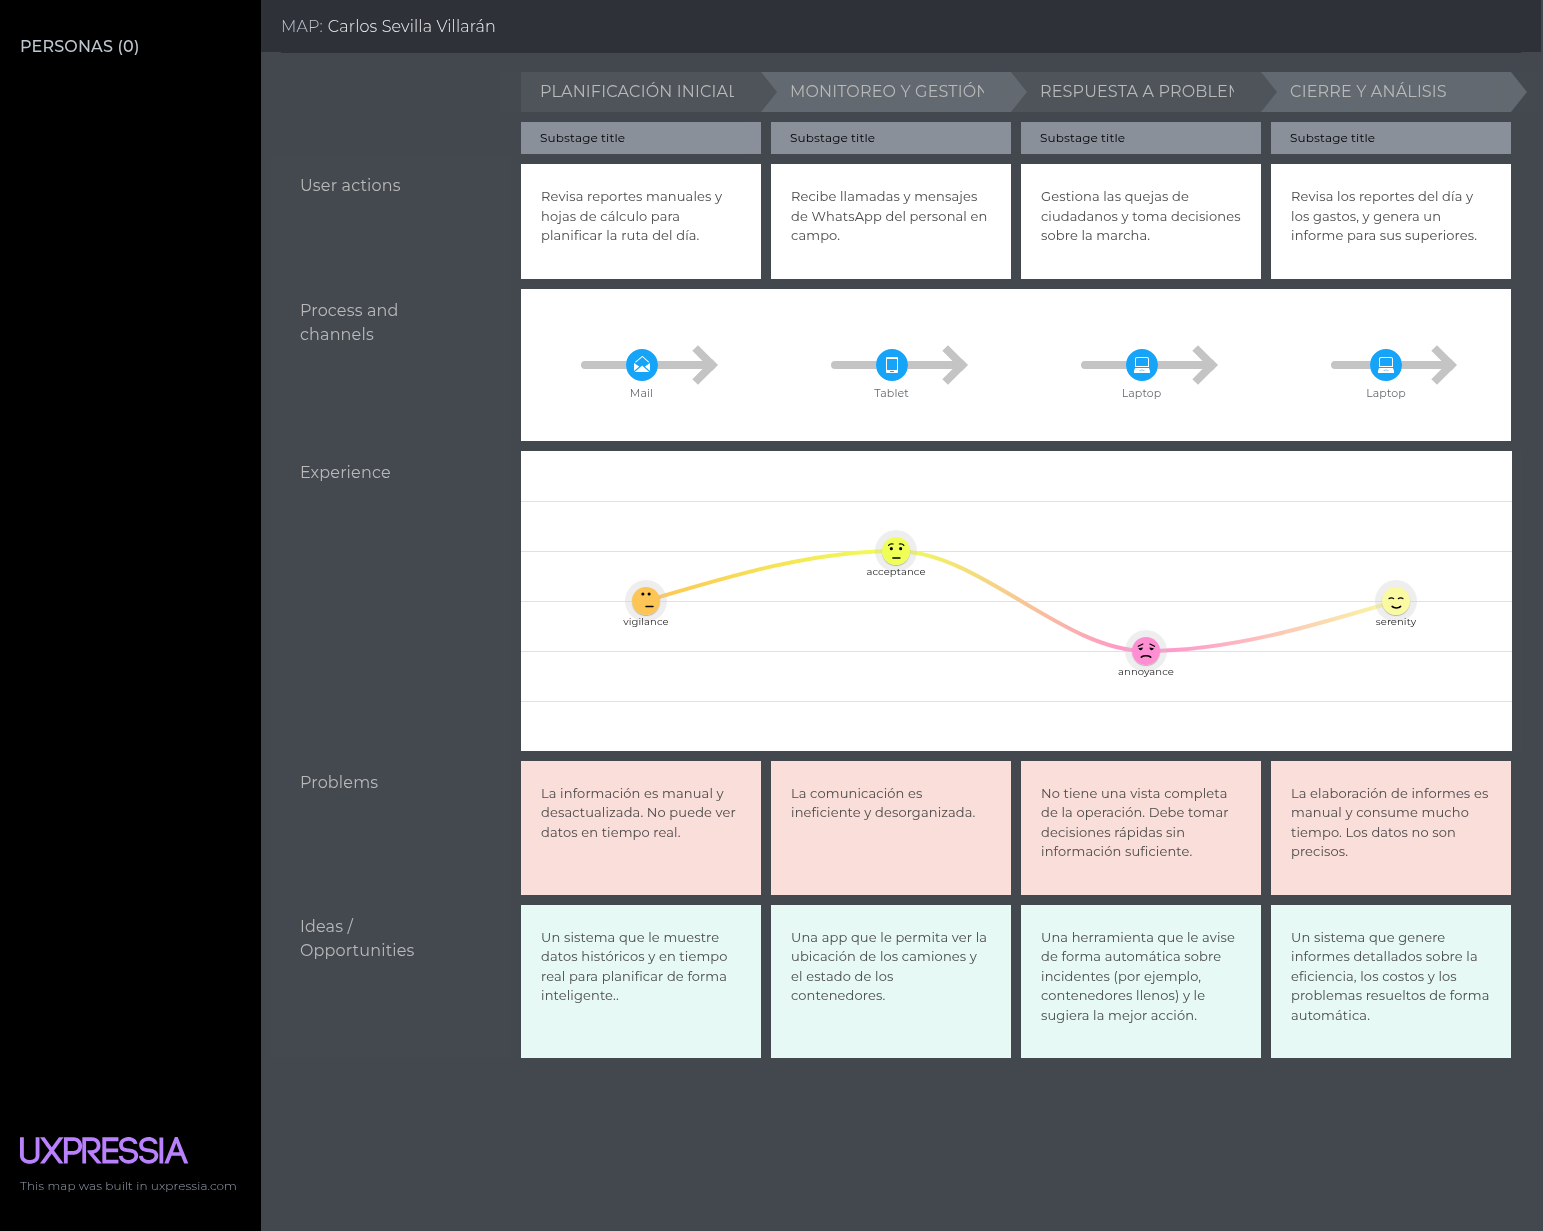 PERSONAS (0)
MAP: Carlos Sevilla Villarán
PLANIFICACIÓN INICIAL
MONITOREO Y GESTIÓN
RESPUESTA A PROBLEM
CIERRE Y ANÁLISIS
Substage title
Substage title
Substage title
Substage title
User actions
Revisa reportes manuales y
hojas de cálculo para
planificar la ruta del día.
Recibe llamadas y mensajes
de WhatsApp del personal en
campo.
Gestiona las quejas de
ciudadanos y toma decisiones
sobre la marcha.
Revisa los reportes del día y
los gastos, y genera un
informe para sus superiores.
Process and
channels
Mail
Tablet
Laptop
Laptop
Experience
vigilance
acceptance
annoyance
serenity
Problems
La información es manual y
desactualizada. No puede ver
datos en tiempo real.
La comunicación es
ineficiente y desorganizada.
No tiene una vista completa
de la operación. Debe tomar
decisiones rápidas sin
información suficiente.
La elaboración de informes es
manual y consume mucho
tiempo. Los datos no son
precisos.
Ideas /
Opportunities
Un sistema que le muestre
datos históricos y en tiempo
real para planificar de forma
inteligente..
Una app que le permita ver la
ubicación de los camiones y
el estado de los
contenedores.
Una herramienta que le avise
de forma automática sobre
incidentes (por ejemplo,
contenedores llenos) y le
sugiera la mejor acción.
Un sistema que genere
informes detallados sobre la
eficiencia, los costos y los
problemas resueltos de forma
automática.
UXPRESSIA
This map was built in uxpressia.com